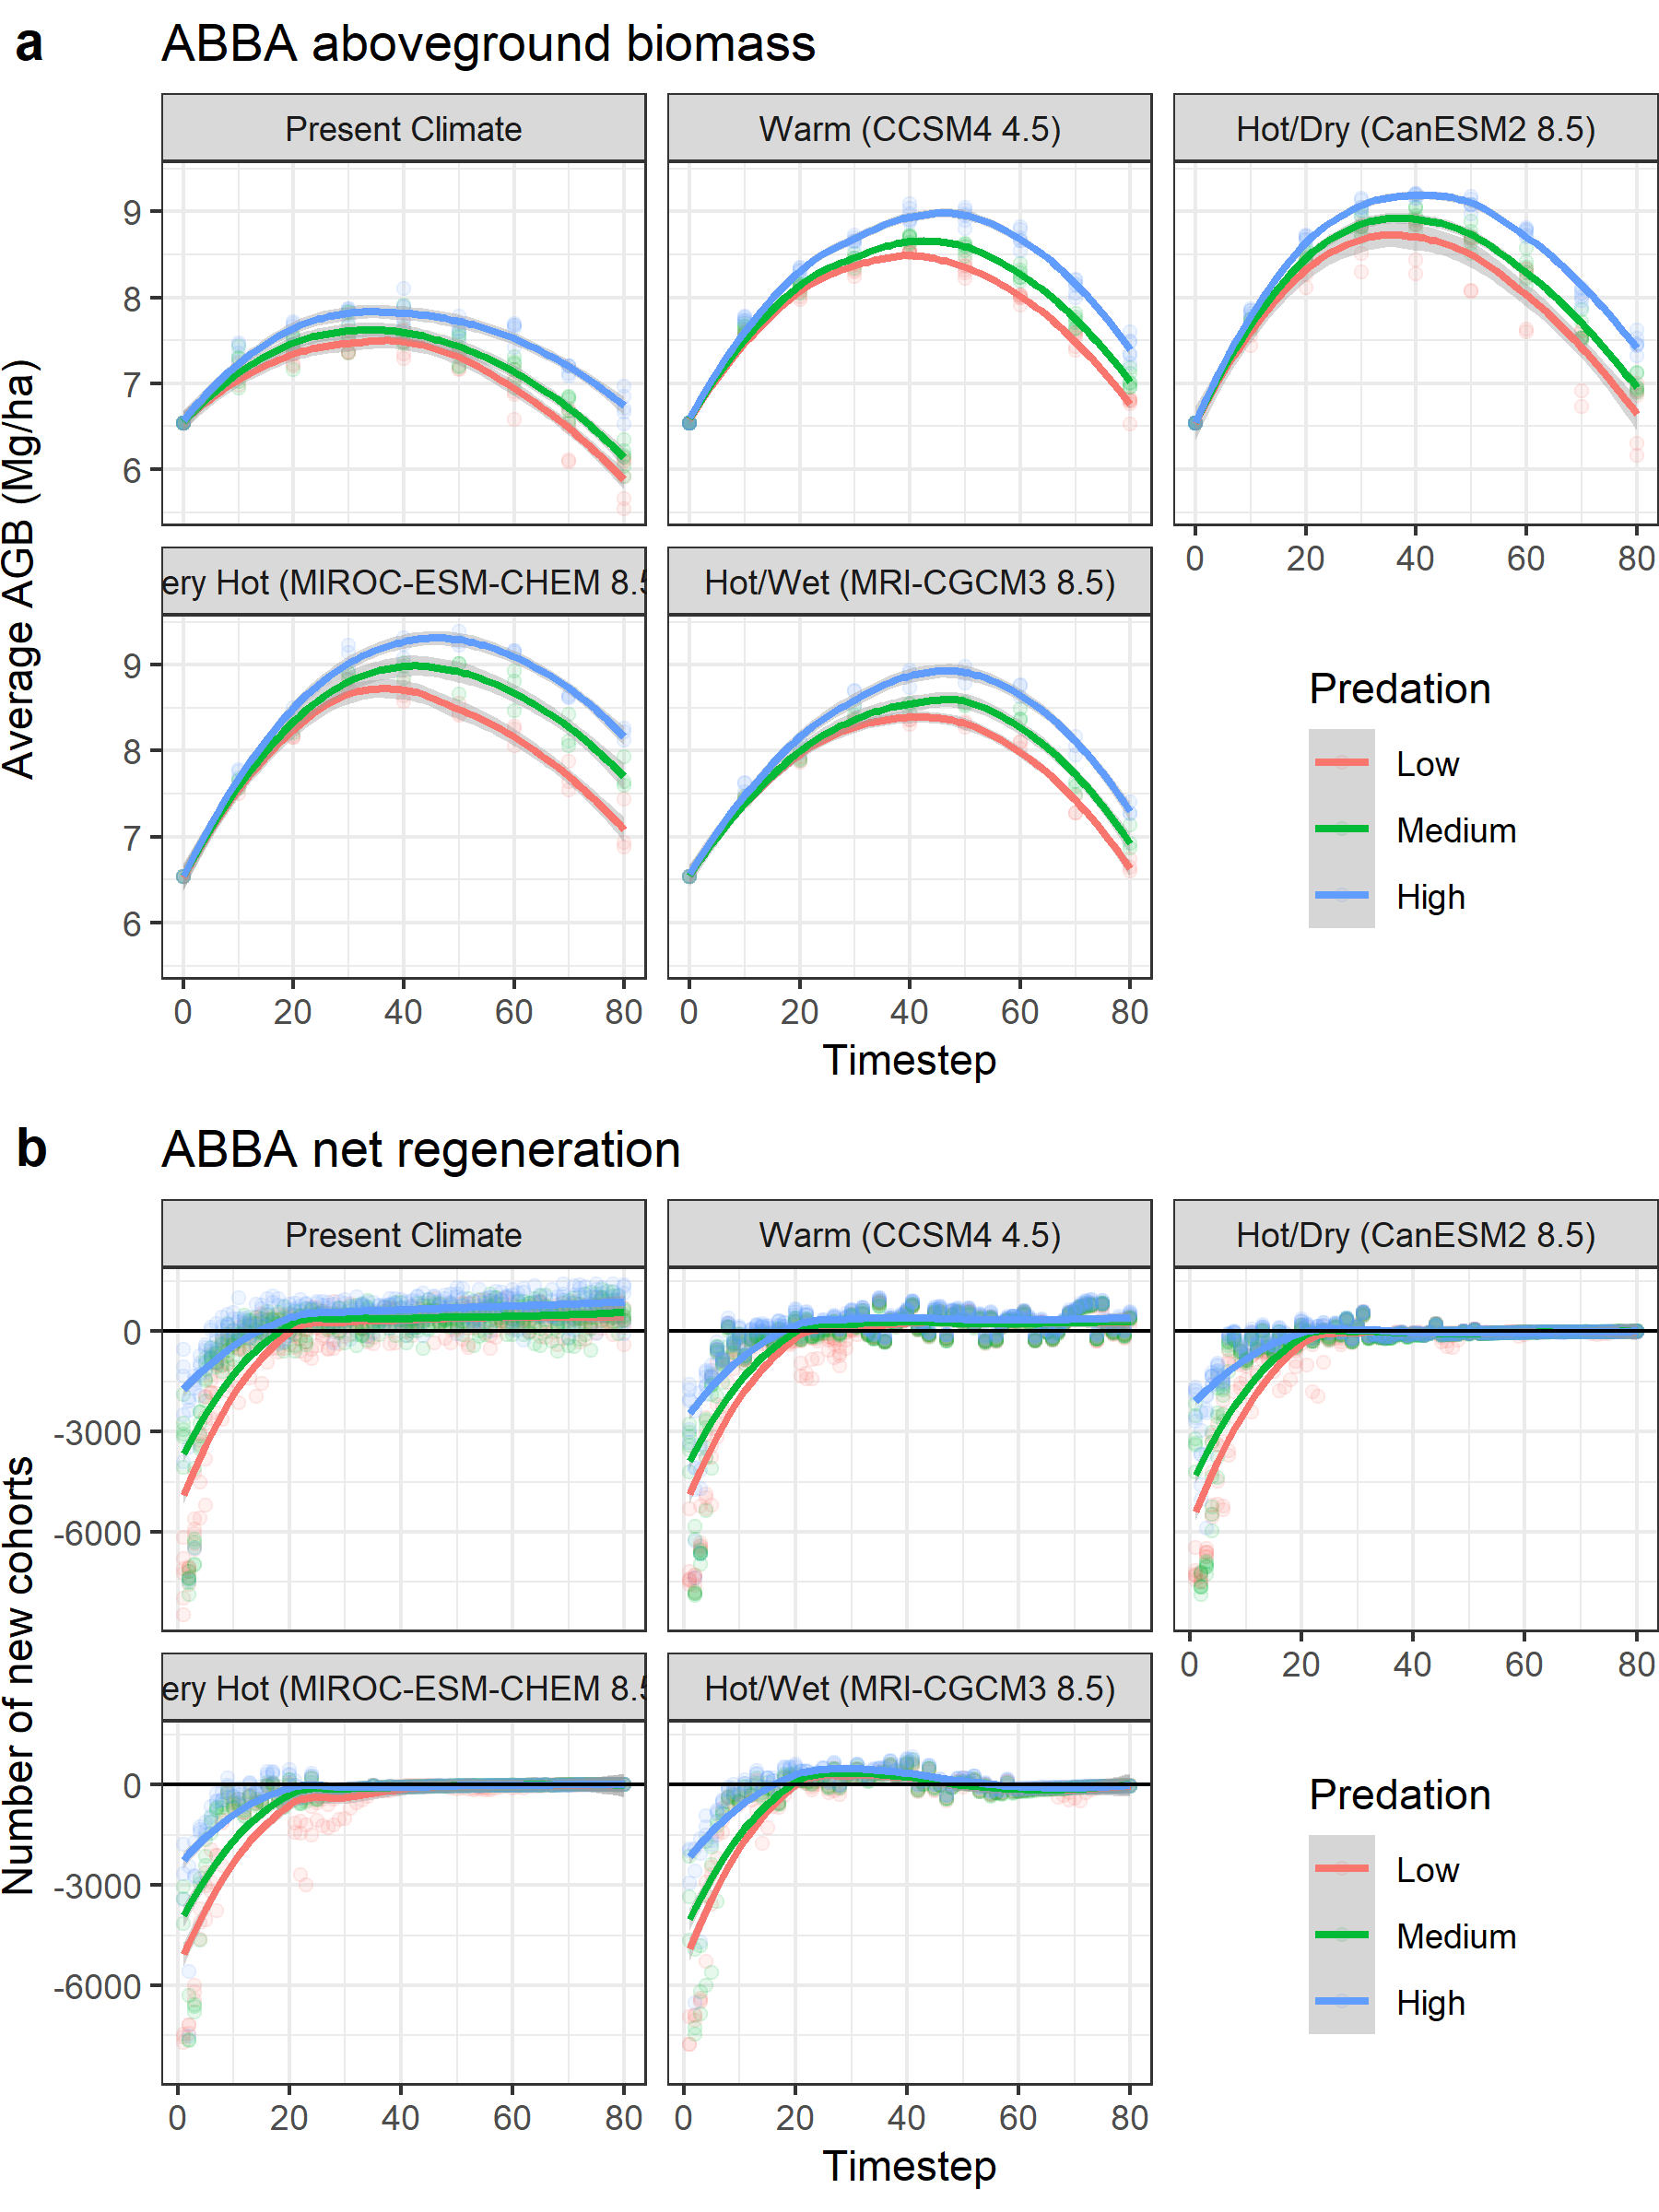 a ABBA aboveground biomass
Present Climate
Warm (CCSM4 4.5)
Hot/Dry (CanESM2 8.5)
Average AGB (Mg/ha)
9
8
7
6
0 20 40 60 80
ery Hot (MIROC-ESM-CHEM 8.5
Hot/Wet (MRI-CGCM3 8.5)
9
8
7
6
0 20 40 60 80
0 20 40 60 80
Timestep
Predation
Low
Medium
High
b ABBA net regeneration
Present Climate
Warm (CCSM4 4.5)
Hot/Dry (CanESM2 8.5)
Number of new cohorts
0
-3000
-6000
0 20 40 60 80
ery Hot (MIROC-ESM-CHEM 8.5
Hot/Wet (MRI-CGCM3 8.5)
0
-3000
-6000
0 20 40 60 80
0 20 40 60 80
Timestep
Predation
Low
Medium
High